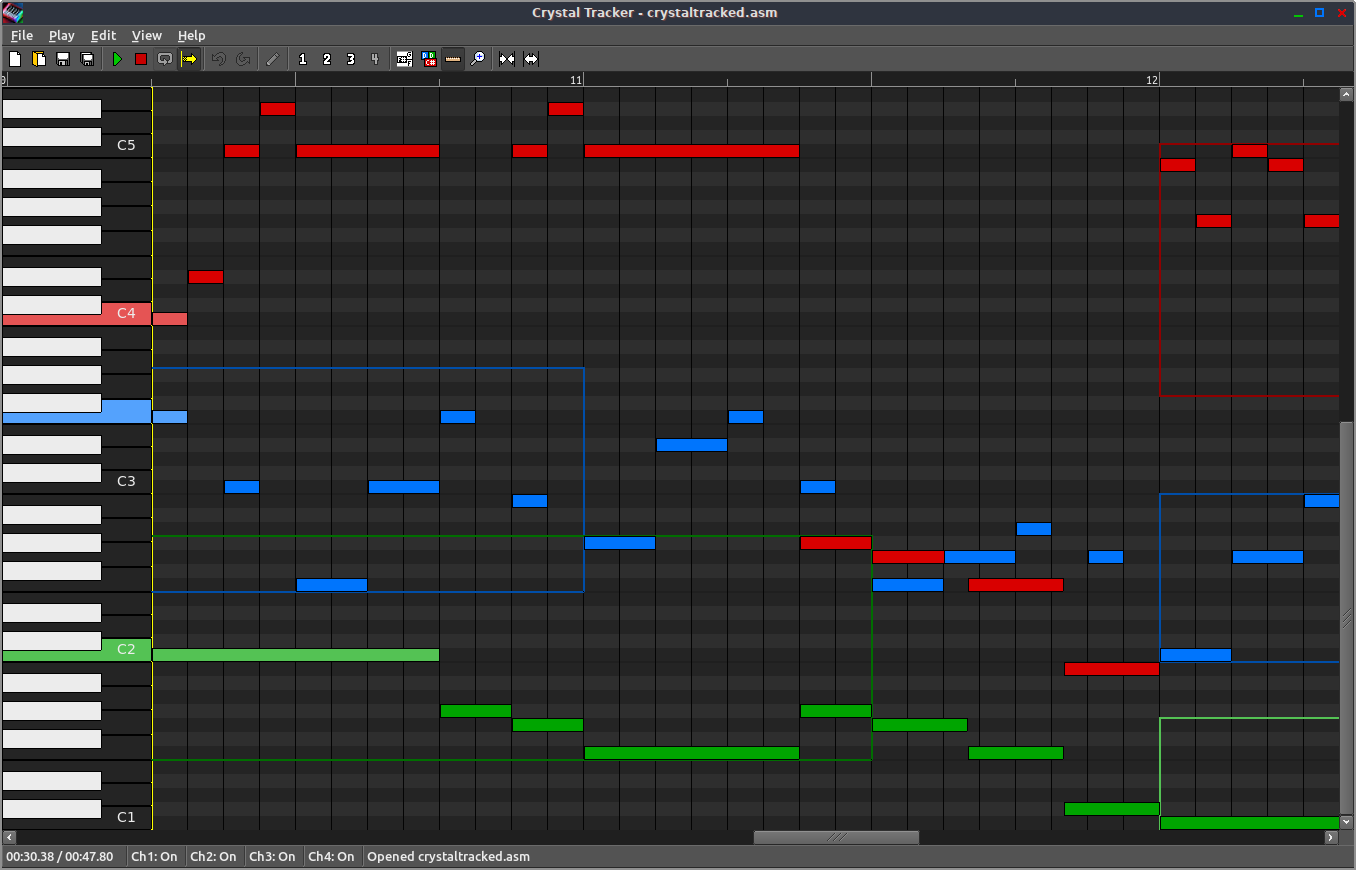 Crystal Tracker - crystaltracked.asm
File Play Edit View Help
1 2 3 4
11 12
C5
C4
C3
C2
C1
00:30.38 / 00:47.80 Ch1: On Ch2: On Ch3: On Ch4: On Opened crystaltracked.asm